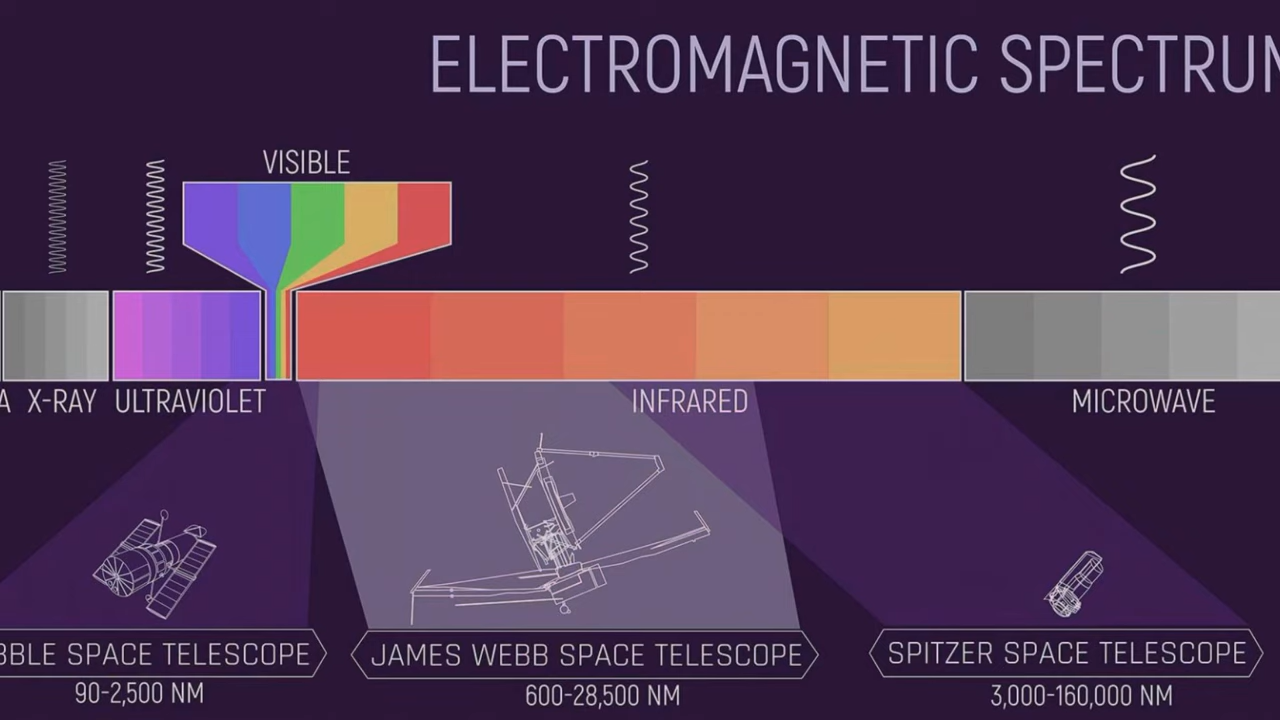 ELECTROMAGNETIC SPECTRUM
VISIBLE
A X-RAY ULTRAVIOLET INFRARED MICROWAVE
BBLE SPACE TELESCOPE
90-2,500 NM
JAMES WEBB SPACE TELESCOPE
600-28,500 NM
SPITZER SPACE TELESCOPE
3,000-160,000 NM